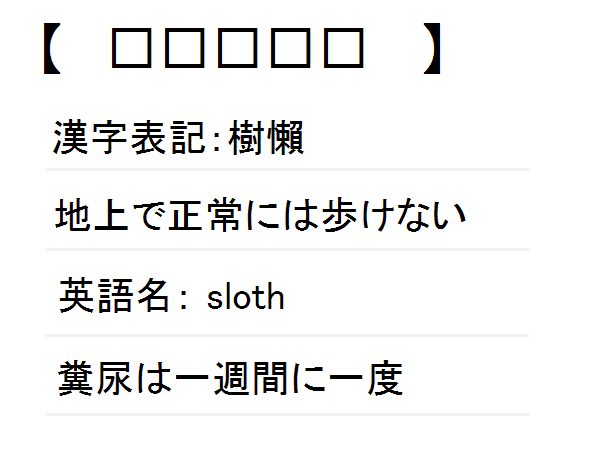 【　□□□□□　】
漢字表記：樹懶
地上で正常には歩けない
英語名： sloth
糞尿は一週間に一度